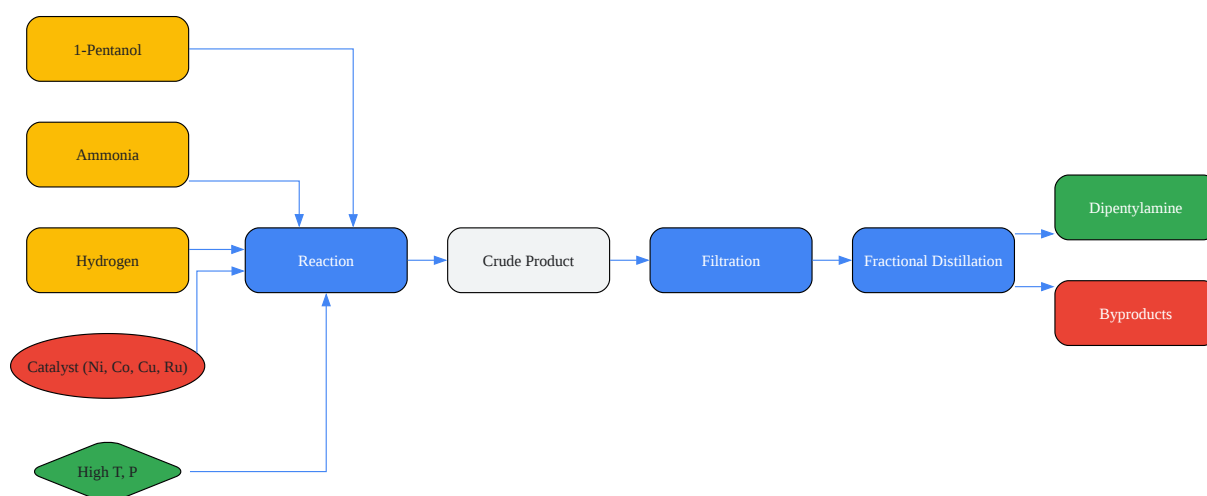 1-Pentanol
Ammonia
Hydrogen
Catalyst (Ni, Co, Cu, Ru)
High T, P
Reaction
Crude Product
Filtration
Fractional Distillation
Dipentylamine
Byproducts